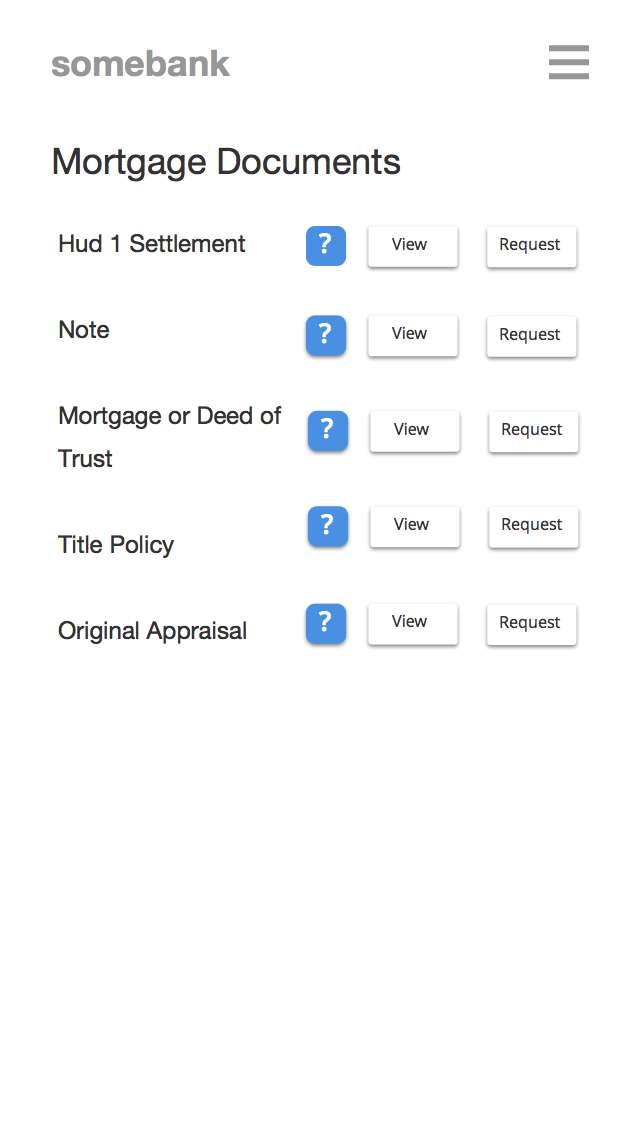 somebank
Mortgage Documents
Hud 1 Settlement ? View Request
Note ? View Request
Mortgage or Deed of
Trust ? View Request
Title Policy ? View Request
Original Appraisal ? View Request